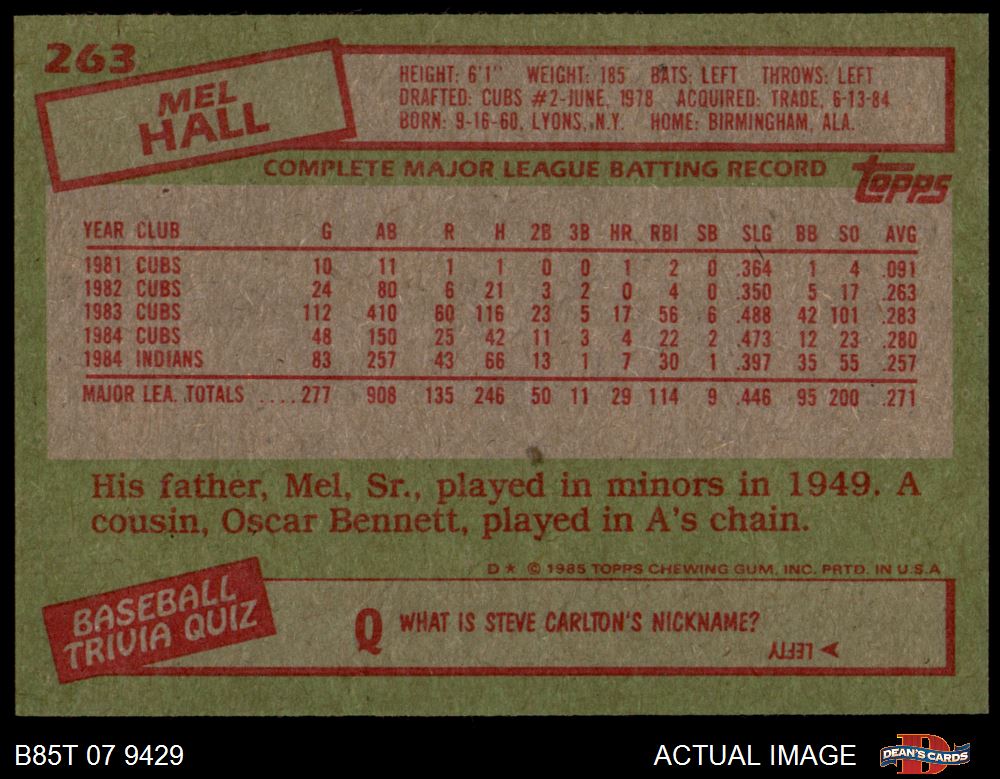 263
MEL
HALL
HEIGHT: 6'1" WEIGHT: 185 BATS: LEFT THROWS: LEFT
DRAFTED: CUBS #2-JUNE, 1978 ACQUIRED: TRADE, 6-13-84
BORN: 9-16-60, LYONS, N.Y. HOME: BIRMINGHAM, ALA.
COMPLETE MAJOR LEAGUE BATTING RECORD
topps
YEAR CLUB G AB R H 2B 3B HR RBI SB SLG BB SO AVG
1981 CUBS 10 11 1 1 0 0 1 2 0 .364 1 4 .091
1982 CUBS 24 80 6 21 3 2 0 4 0 .350 5 17 .263
1983 CUBS 112 410 60 116 23 5 17 56 6 .488 42 101 .283
1984 CUBS 48 150 25 42 11 3 4 22 2 .473 12 23 .280
1984 INDIANS 83 257 43 66 13 1 7 30 1 .397 35 55 .257
MAJOR LEA. TOTALS ....277 908 135 246 50 11 29 114 9 .446 95 200 .271
His father, Mel, Sr., played in minors in 1949. A
cousin, Oscar Bennett, played in A's chain.
D★ © 1985 TOPPS CHEWING GUM, INC. PRTD. IN U.S.A
BASEBALL
TRIVIA QUIZ
Q WHAT IS STEVE CARLTON'S NICKNAME?
LEFTY
B85T 07 9429
ACTUAL IMAGE
DEAN'S CARDS